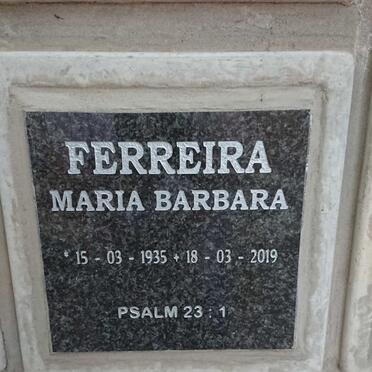 FERREIRA
MARIA BARBARA
* 15 - 03 - 1935 + 18 - 03 - 2019
PSALM 23 : 1